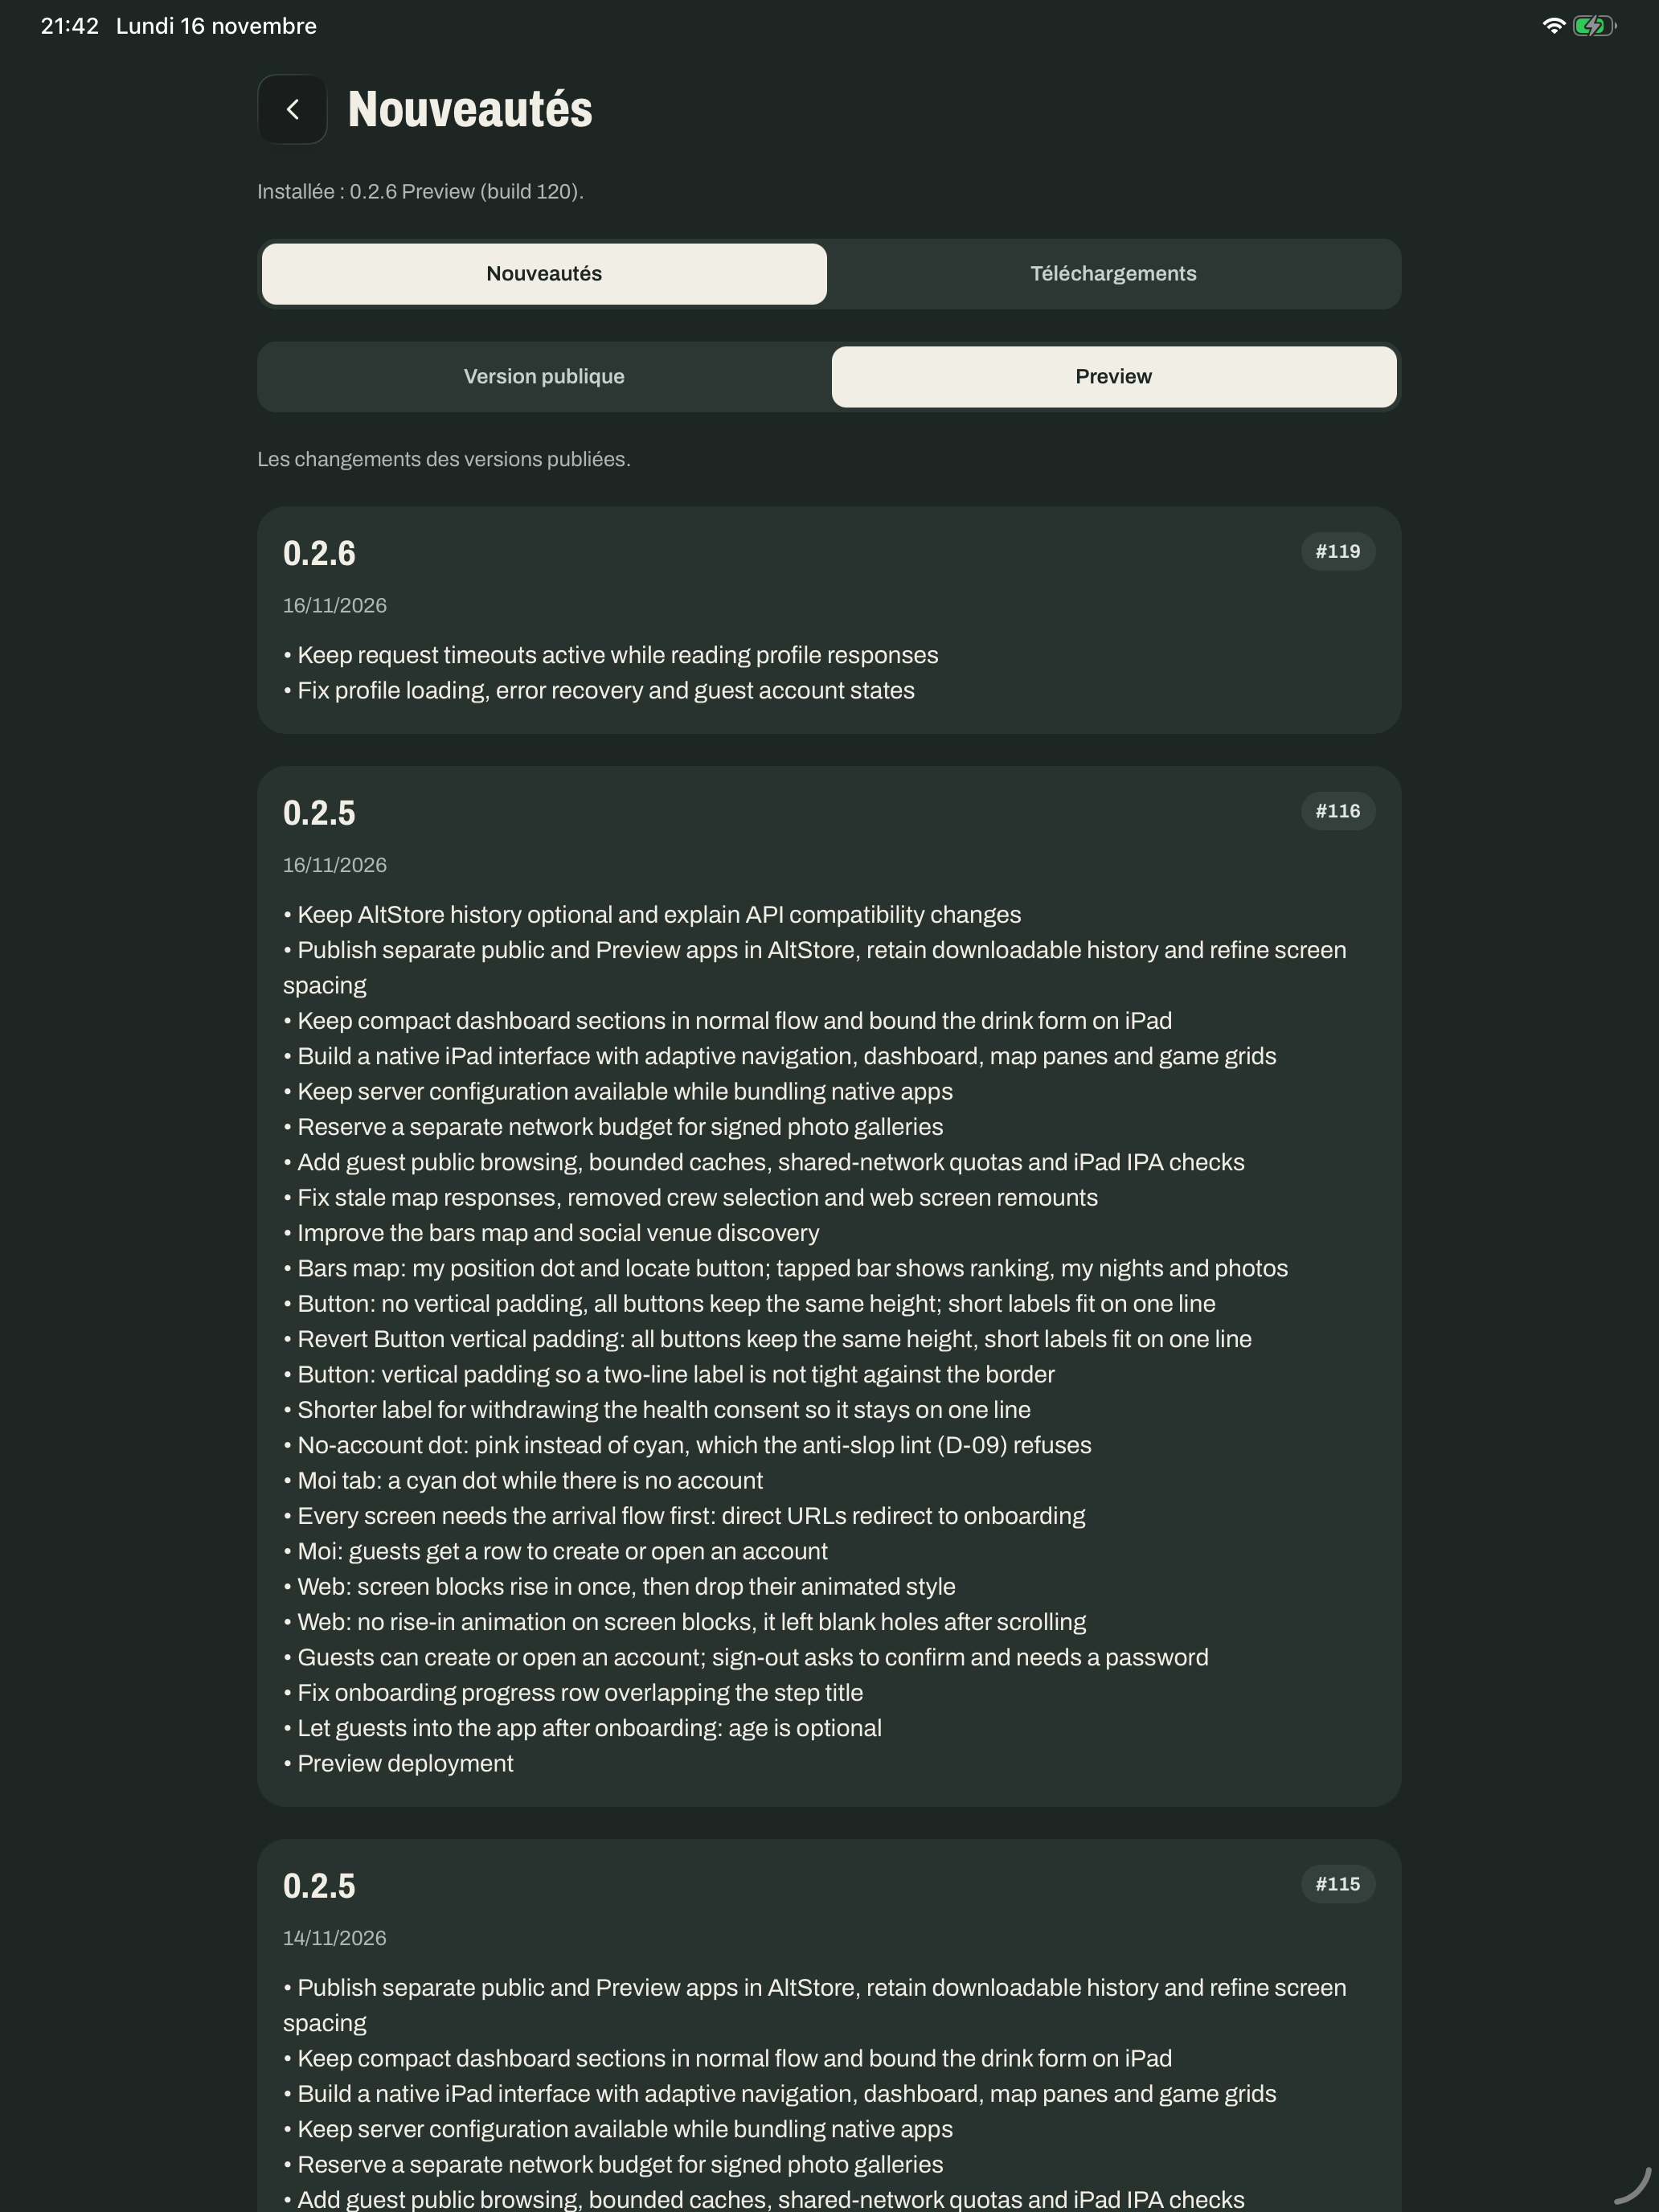 21:42 Lundi 16 novembre
Nouveautés
Installée : 0.2.6 Preview (build 120).
Nouveautés
Téléchargements
Version publique
Preview
Les changements des versions publiées.
0.2.6
#119
16/11/2026
• Keep request timeouts active while reading profile responses
• Fix profile loading, error recovery and guest account states
0.2.5
#116
16/11/2026
• Keep AltStore history optional and explain API compatibility changes
• Publish separate public and Preview apps in AltStore, retain downloadable history and refine screen
spacing
• Keep compact dashboard sections in normal flow and bound the drink form on iPad
• Build a native iPad interface with adaptive navigation, dashboard, map panes and game grids
• Keep server configuration available while bundling native apps
• Reserve a separate network budget for signed photo galleries
• Add guest public browsing, bounded caches, shared-network quotas and iPad IPA checks
• Fix stale map responses, removed crew selection and web screen remounts
• Improve the bars map and social venue discovery
• Bars map: my position dot and locate button; tapped bar shows ranking, my nights and photos
• Button: no vertical padding, all buttons keep the same height; short labels fit on one line
• Revert Button vertical padding: all buttons keep the same height, short labels fit on one line
• Button: vertical padding so a two-line label is not tight against the border
• Shorter label for withdrawing the health consent so it stays on one line
• No-account dot: pink instead of cyan, which the anti-slop lint (D-09) refuses
• Moi tab: a cyan dot while there is no account
• Every screen needs the arrival flow first: direct URLs redirect to onboarding
• Moi: guests get a row to create or open an account
• Web: screen blocks rise in once, then drop their animated style
• Web: no rise-in animation on screen blocks, it left blank holes after scrolling
• Guests can create or open an account; sign-out asks to confirm and needs a password
• Fix onboarding progress row overlapping the step title
• Let guests into the app after onboarding: age is optional
• Preview deployment
0.2.5
#115
14/11/2026
• Publish separate public and Preview apps in AltStore, retain downloadable history and refine screen
spacing
• Keep compact dashboard sections in normal flow and bound the drink form on iPad
• Build a native iPad interface with adaptive navigation, dashboard, map panes and game grids
• Keep server configuration available while bundling native apps
• Reserve a separate network budget for signed photo galleries
• Add guest public browsing, bounded caches, shared-network quotas and iPad IPA checks